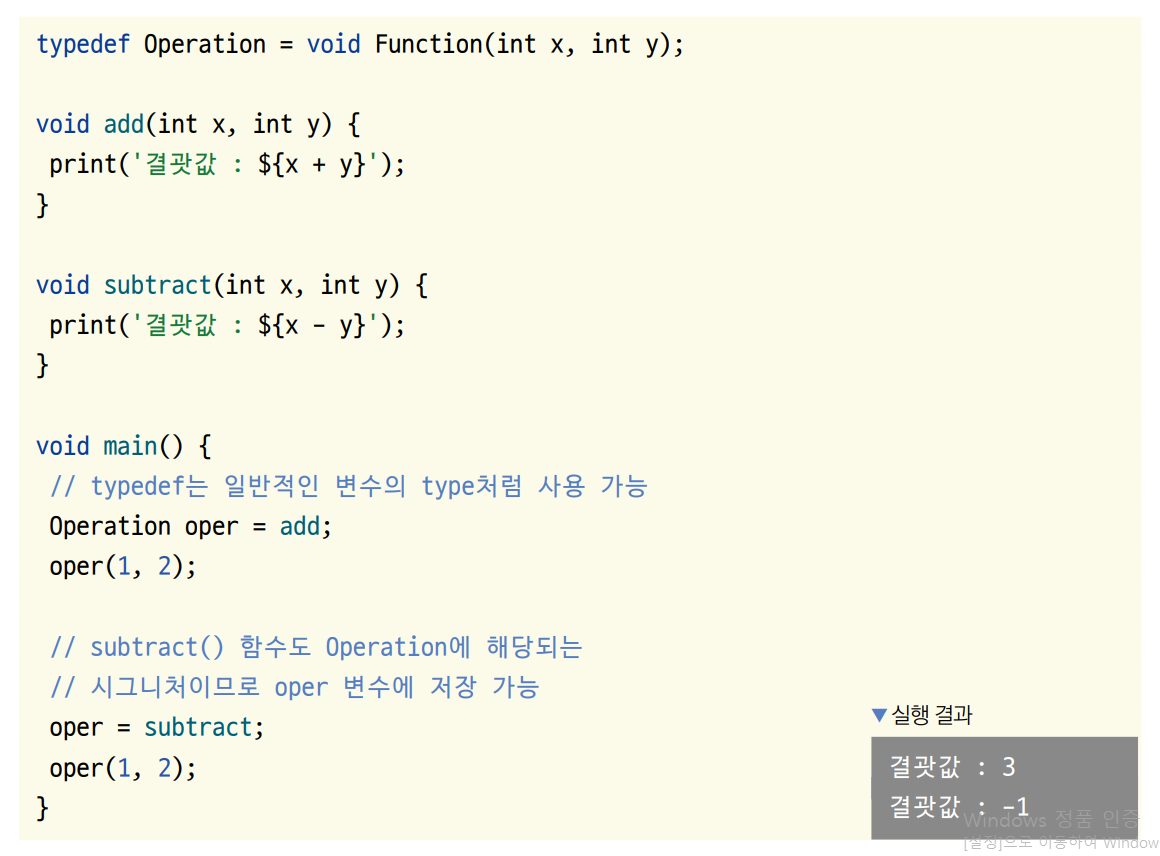 typedef Operation = void Function(int x, int y);
void add(int x, int y) {
print('결괏값 : ${x + y}');
}
void subtract(int x, int y) {
print('결괏값 : ${x - y}');
}
void main() {
// typedef는 일반적인 변수의 type처럼 사용 가능
Operation oper = add;
oper(1, 2);
// subtract() 함수도 Operation에 해당되는
// 시그니처이므로 oper 변수에 저장 가능
oper = subtract;
oper(1, 2);
}
▼실행 결과
결괏값 : 3
결괏값 : -1
Windows 정품 인증
[설정]으로 이동하여 Window